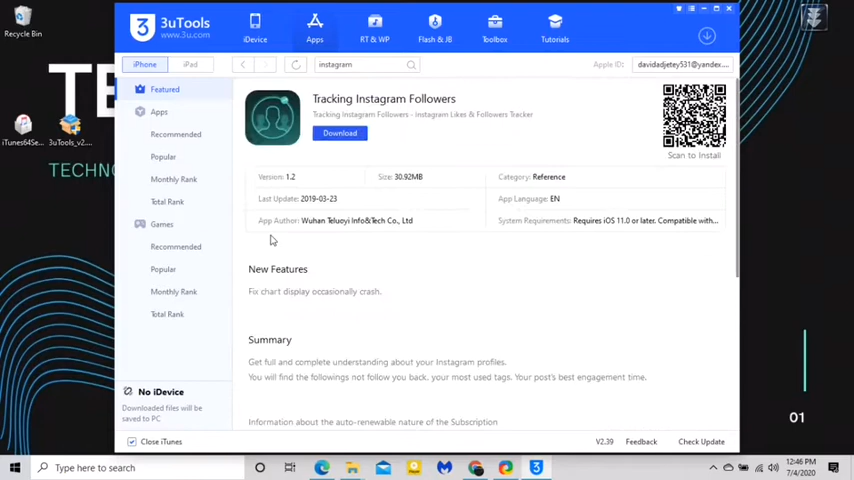 Recycle Bin
iTunes64Se...
3uTools_v2....
TE
TECHNO
01
3uTools
www.3u.com
iDevice
Apps
RT & WP
Flash & JB
Toolbox
Tutorials
iPhone
iPad
instagram
Apple ID:
davidadjetey531@yandex....
Featured
Apps
Recommended
Popular
Monthly Rank
Total Rank
Games
Recommended
Popular
Monthly Rank
Total Rank
Tracking Instagram Followers
Tracking Instagram Followers - Instagram Likes & Followers Tracker
Download
Scan to Install
Version: 1.2 Size: 30.92MB Category: Reference
Last Update: 2019-03-23 App Language: EN
App Author: Wuhan Teluoyi Info&Tech Co., Ltd System Requirements: Requires iOS 11.0 or later. Compatible with...
New Features
Fix chart display occasionally crash.
Summary
Get full and complete understanding about your Instagram profiles.
You will find the followings not follow you back, your most used tags. Your post's best engagement time.
Information about the auto-renewable nature of the Subscription
No iDevice
Downloaded files will be
saved to PC
Close iTunes
V2.39
Feedback
Check Update
Type here to search
12:46 PM
7/4/2020